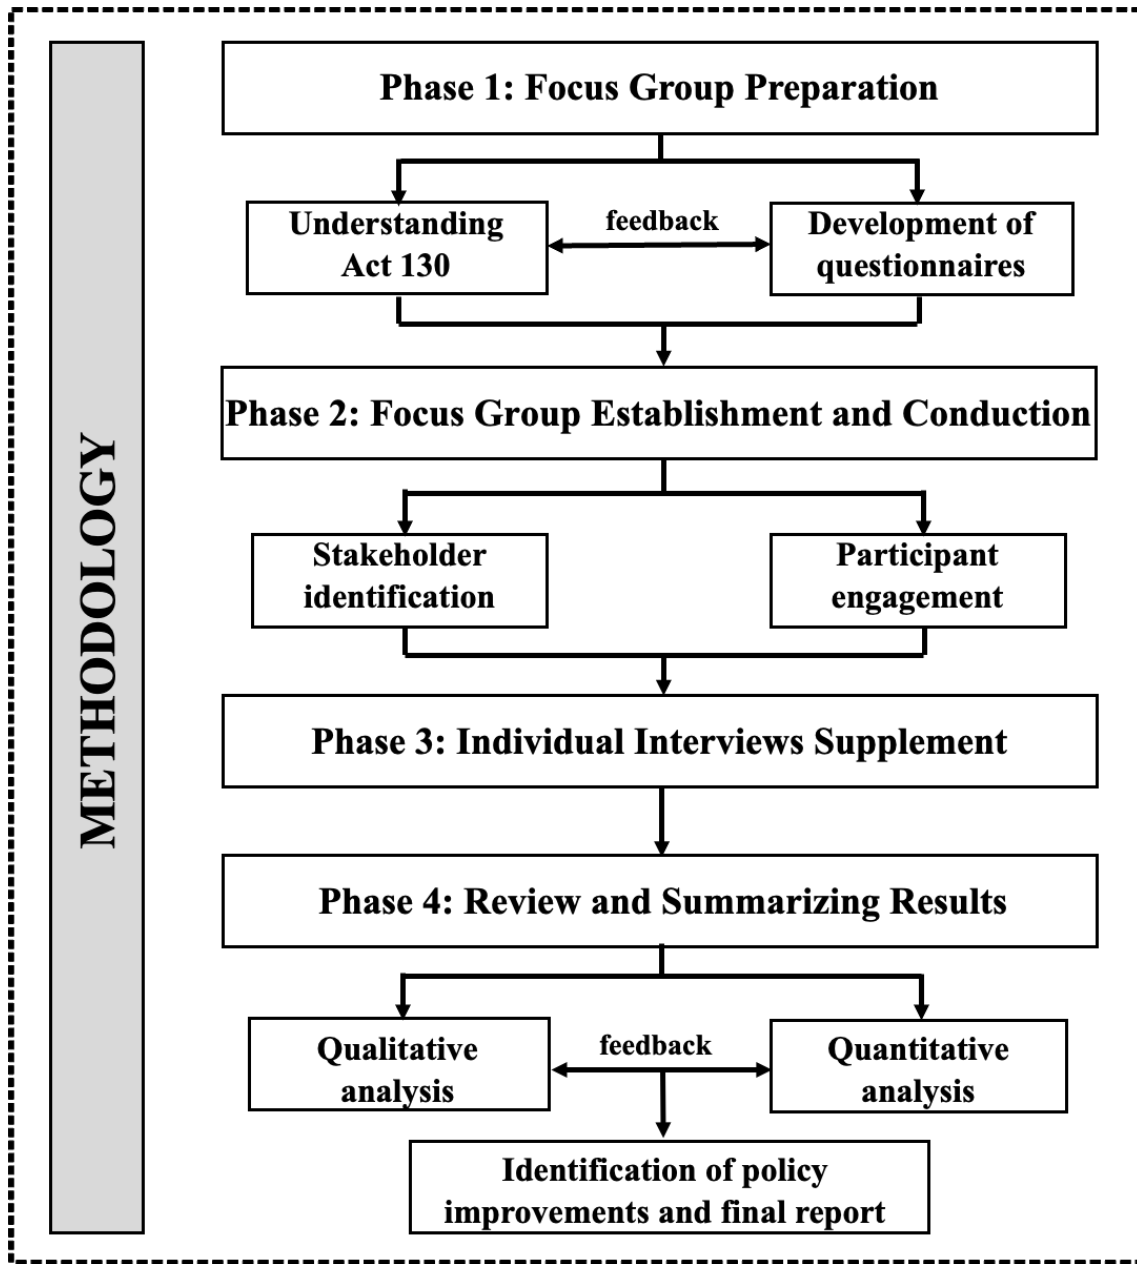 METHODOLOGY
Phase 1: Focus Group Preparation
Understanding
Act 130
feedback
Development of
questionnaires
Phase 2: Focus Group Establishment and Conduction
Stakeholder
identification
Participant
engagement
Phase 3: Individual Interviews Supplement
Phase 4: Review and Summarizing Results
Qualitative
analysis
feedback
Quantitative
analysis
Identification of policy
improvements and final report